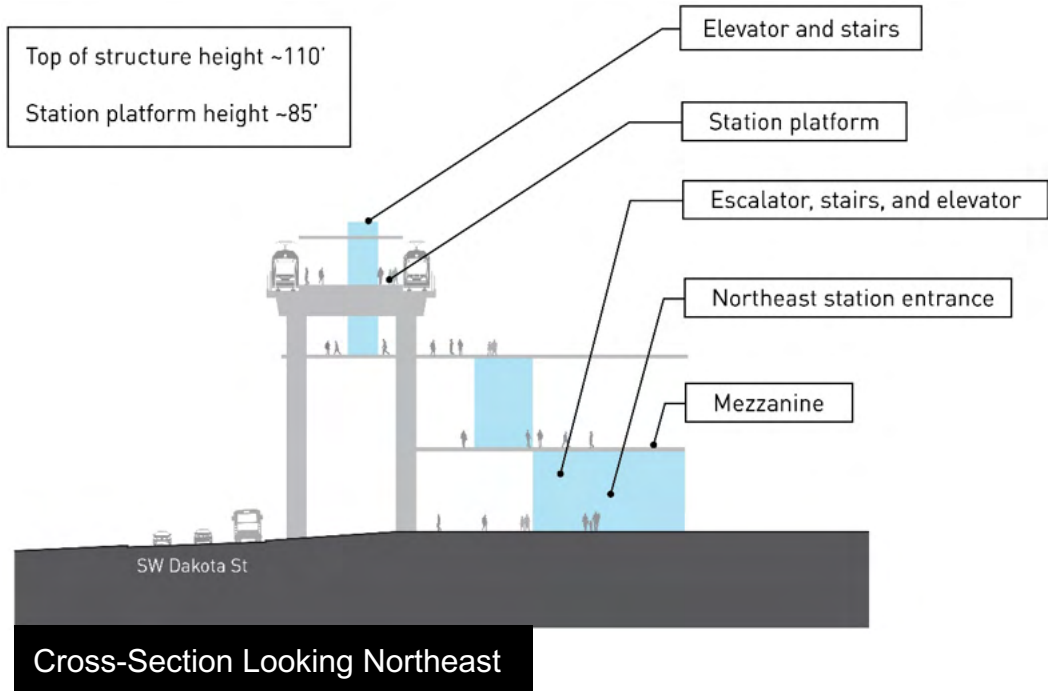 Top of structure height ~110'
Station platform height ~85'
Elevator and stairs
Station platform
Escalator, stairs, and elevator
Northeast station entrance
Mezzanine
SW Dakota St
Cross-Section Looking Northeast